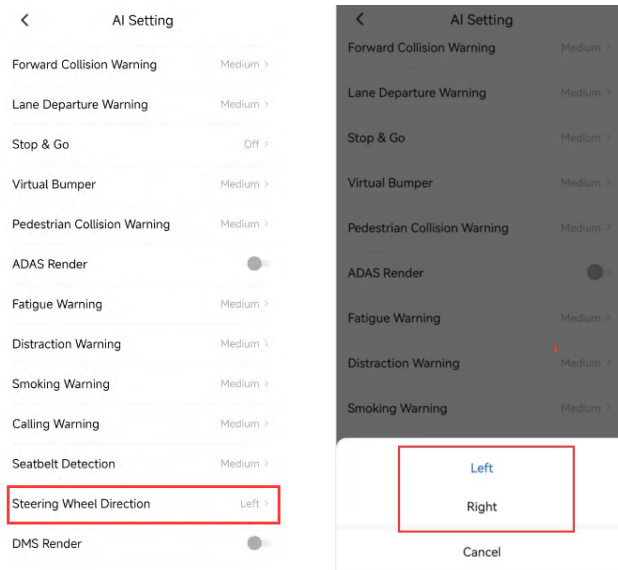 AI Setting
Forward Collision Warning Medium >
Lane Departure Warning Medium >
Stop & Go Off >
Virtual Bumper Medium >
Pedestrian Collision Warning Medium >
ADAS Render
Fatigue Warning Medium >
Distraction Warning Medium >
Smoking Warning Medium >
Calling Warning Medium >
Seatbelt Detection Medium >
Steering Wheel Direction Left >
DMS Render
AI Setting
Forward Collision Warning Medium >
Lane Departure Warning Medium >
Stop & Go Medium >
Virtual Bumper Medium >
Pedestrian Collision Warning Medium >
ADAS Render
Fatigue Warning Medium >
Distraction Warning Medium >
Smoking Warning Medium >
Left
Right
Cancel